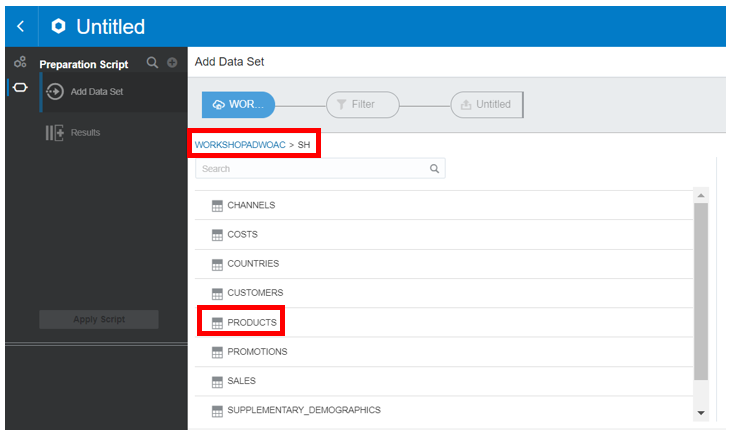 Untitled
Preparation Script
Add Data Set
Results
Apply Script
Add Data Set
WOR... Filter Untitled
WORKSHOPADWOAC > SH
Search
CHANNELS
COSTS
COUNTRIES
CUSTOMERS
PRODUCTS
PROMOTIONS
SALES
SUPPLEMENTARY_DEMOGRAPHICS